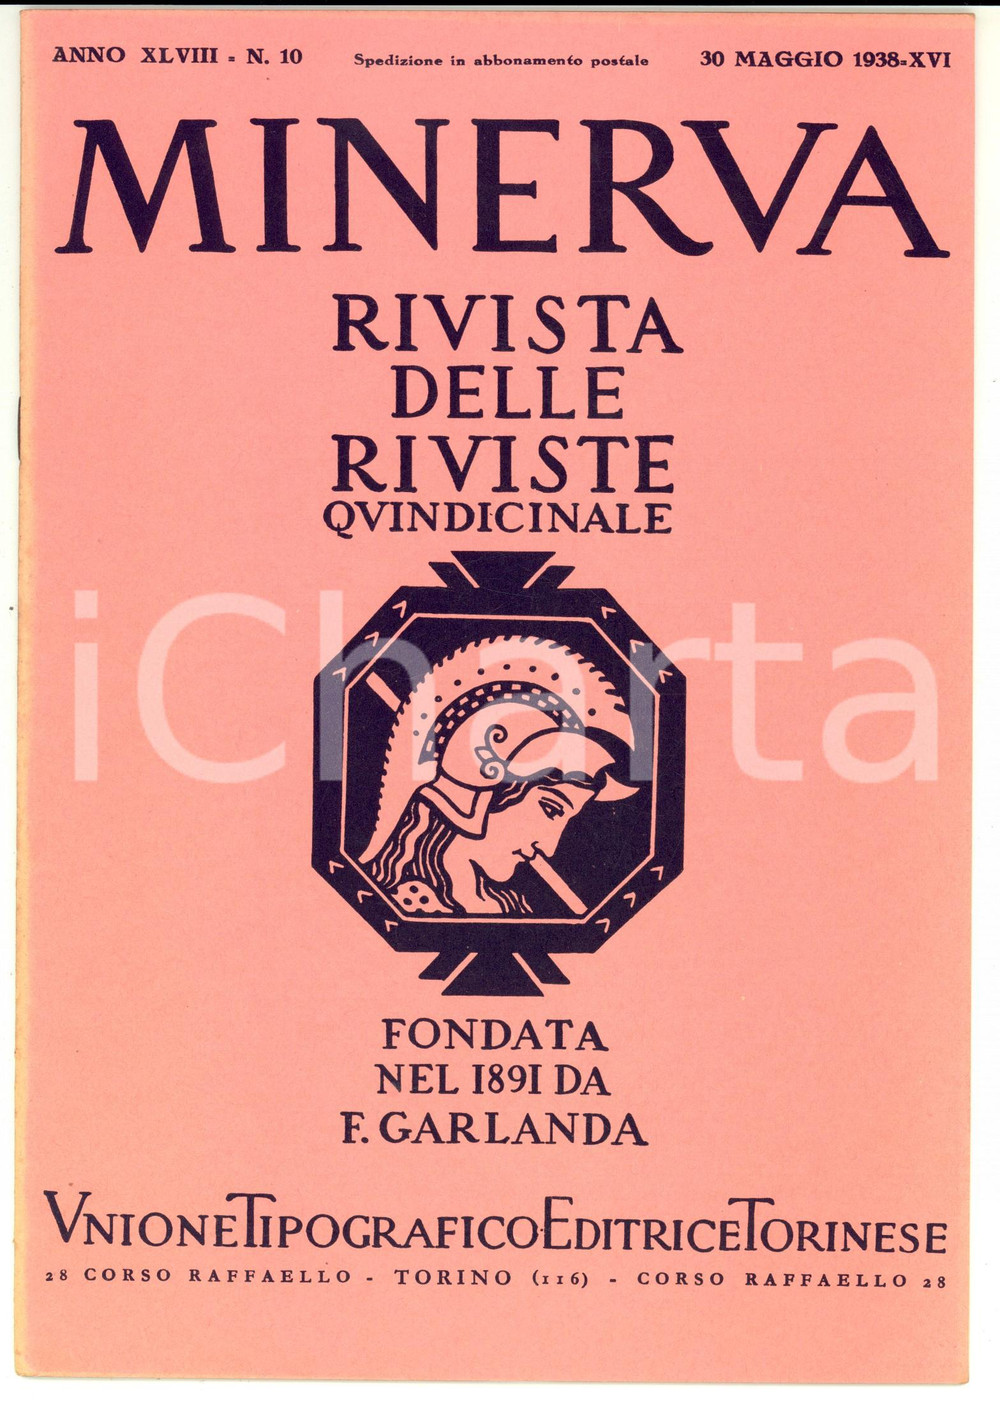 ANNO XLVIII - N. 10 Spedizione in abbonamento postale 30 MAGGIO 1938-XVI
MINERVA
RIVISTA
DELLE
RIVISTE
QVINDICINALE
iCharta
FONDATA
NEL 1891 DA
F. GARLANDA
VNIONE TIPOGRAFICO-EDITRICE TORINESE
28 CORSO RAFFAELLO - TORINO (116) - CORSO RAFFAELLO 28